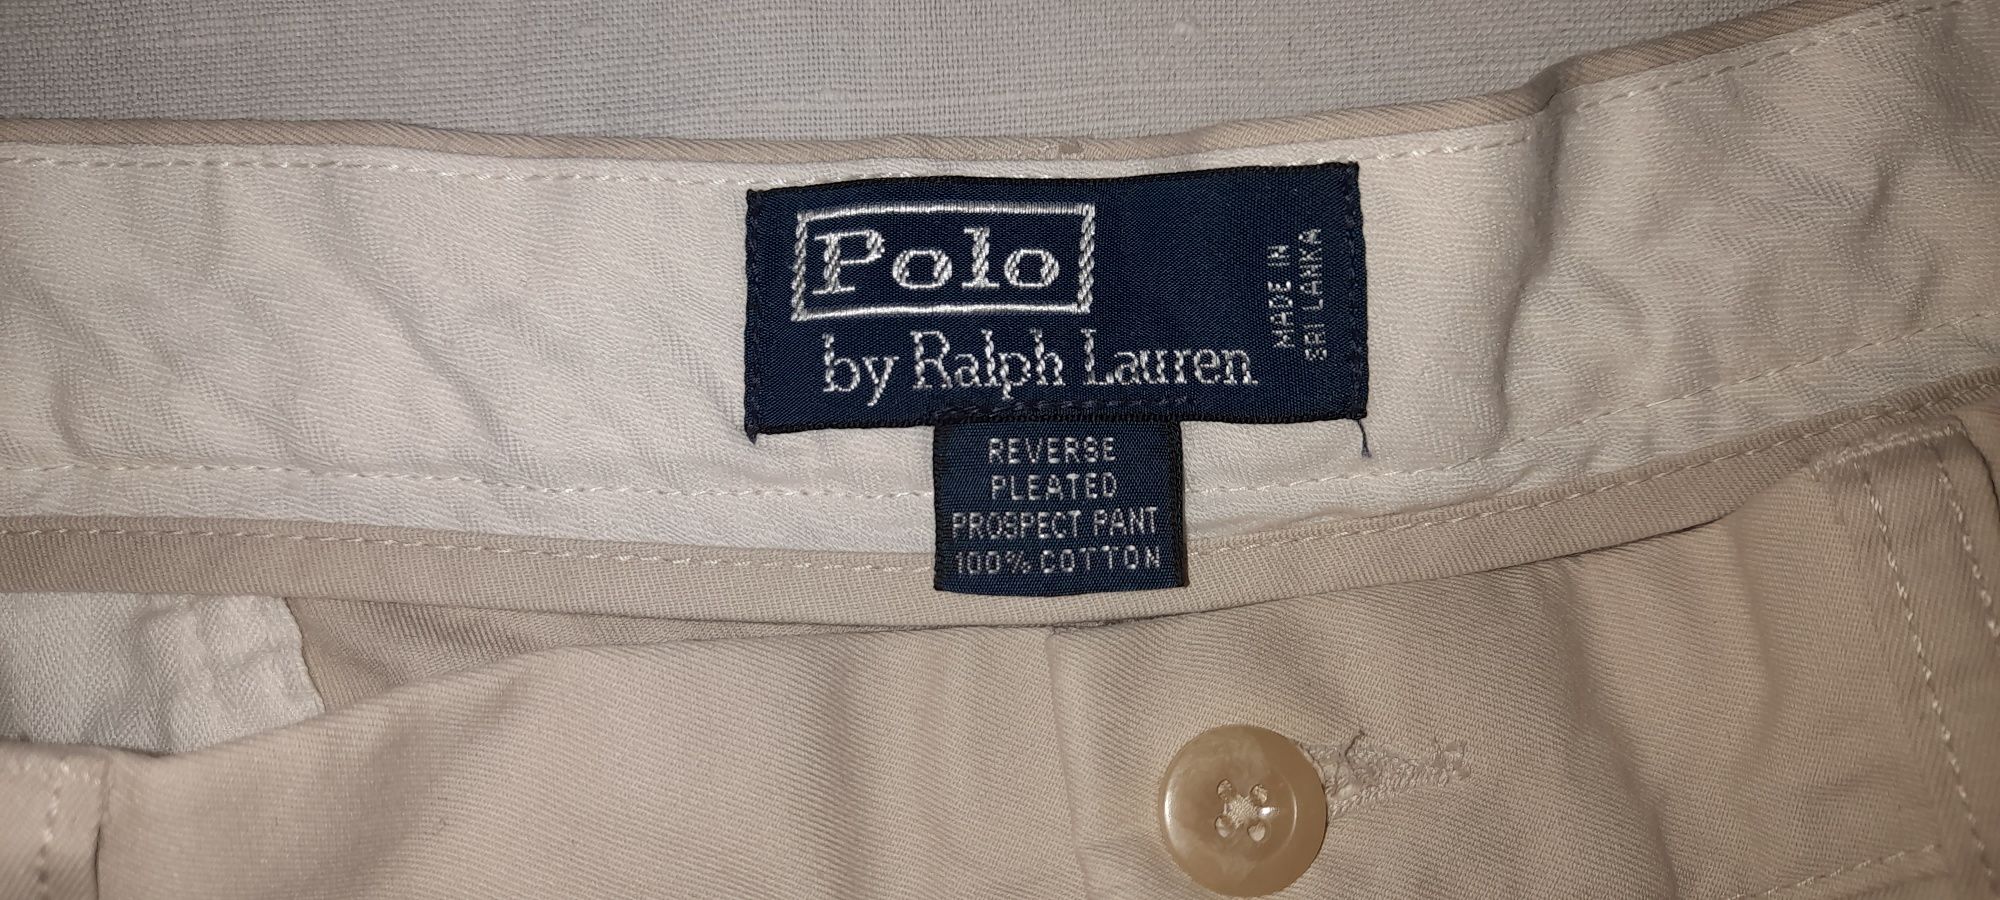 Polo
by Ralph Lauren
MADE IN
SRI LANKA
REVERSE
PLEATED
PROSPECT PANT
100% COTTON